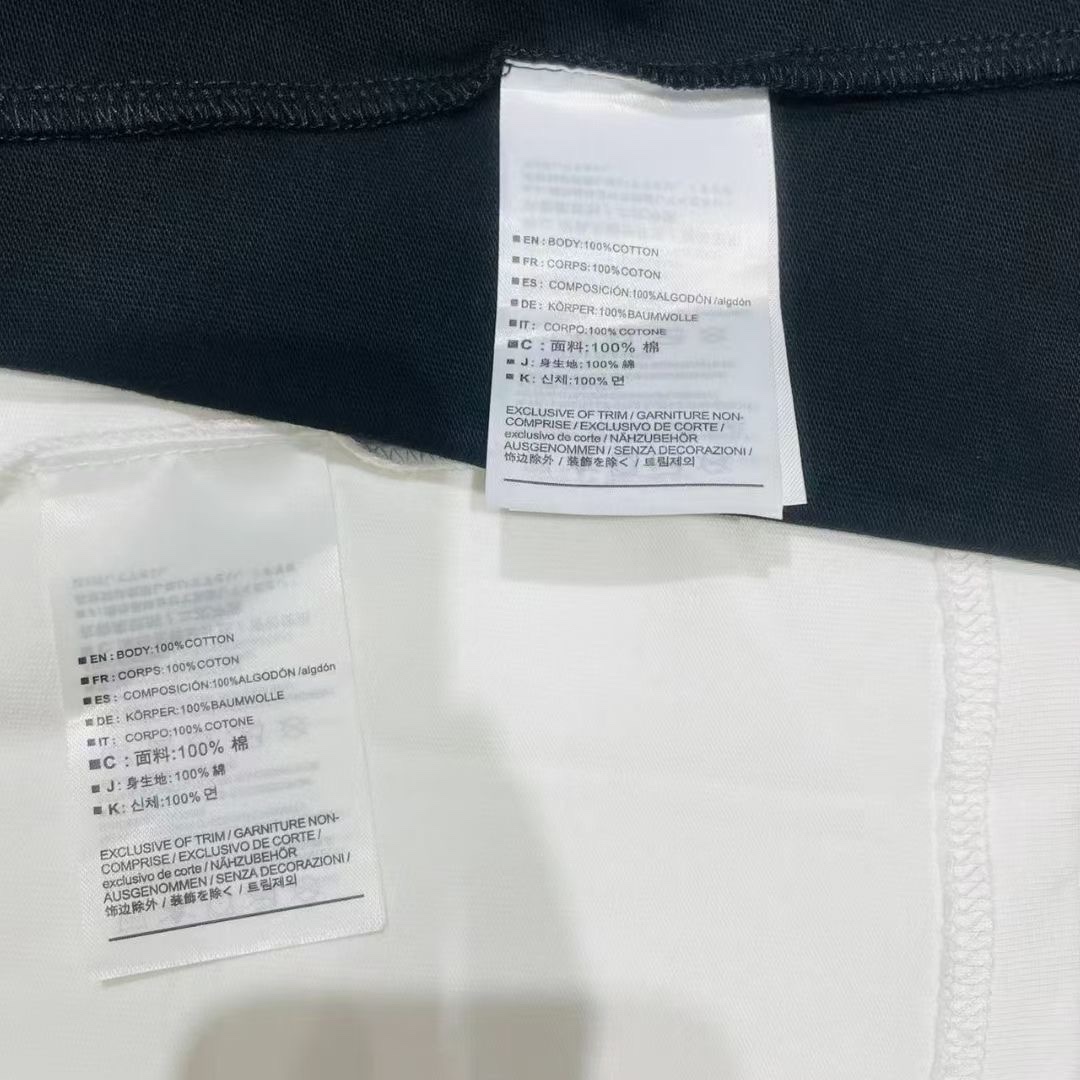 EN : BODY:100%COTTON
FR : CORPS:100%COTON
ES : COMPOSICIÓN:100%ALGODÓN /algdón
DE : KÖRPER:100%BAUMWOLLE
IT : CORPO:100% COTONE
C : 面料:100% 棉
J : 身生地:100% 綿
K : 신체:100% 면
EXCLUSIVE OF TRIM / GARNITURE NON-
COMPRISE / EXCLUSIVO DE CORTE /
exclusivo de corte / NÄHZUBEHÖR
AUSGENOMMEN / SENZA DECORAZIONI /
饰边除外 / 装飾を除く / 트림제외
EN : BODY:100%COTTON
FR : CORPS:100%COTON
ES : COMPOSICIÓN:100%ALGODÓN /algdón
DE : KÖRPER:100%BAUMWOLLE
IT : CORPO:100% COTONE
C : 面料:100% 棉
J : 身生地:100% 綿
K : 신체:100% 면
EXCLUSIVE OF TRIM / GARNITURE NON-
COMPRISE / EXCLUSIVO DE CORTE /
exclusivo de corte / NÄHZUBEHÖR
AUSGENOMMEN / SENZA DECORAZIONI /
饰边除外 / 装飾を除く / 트림제외